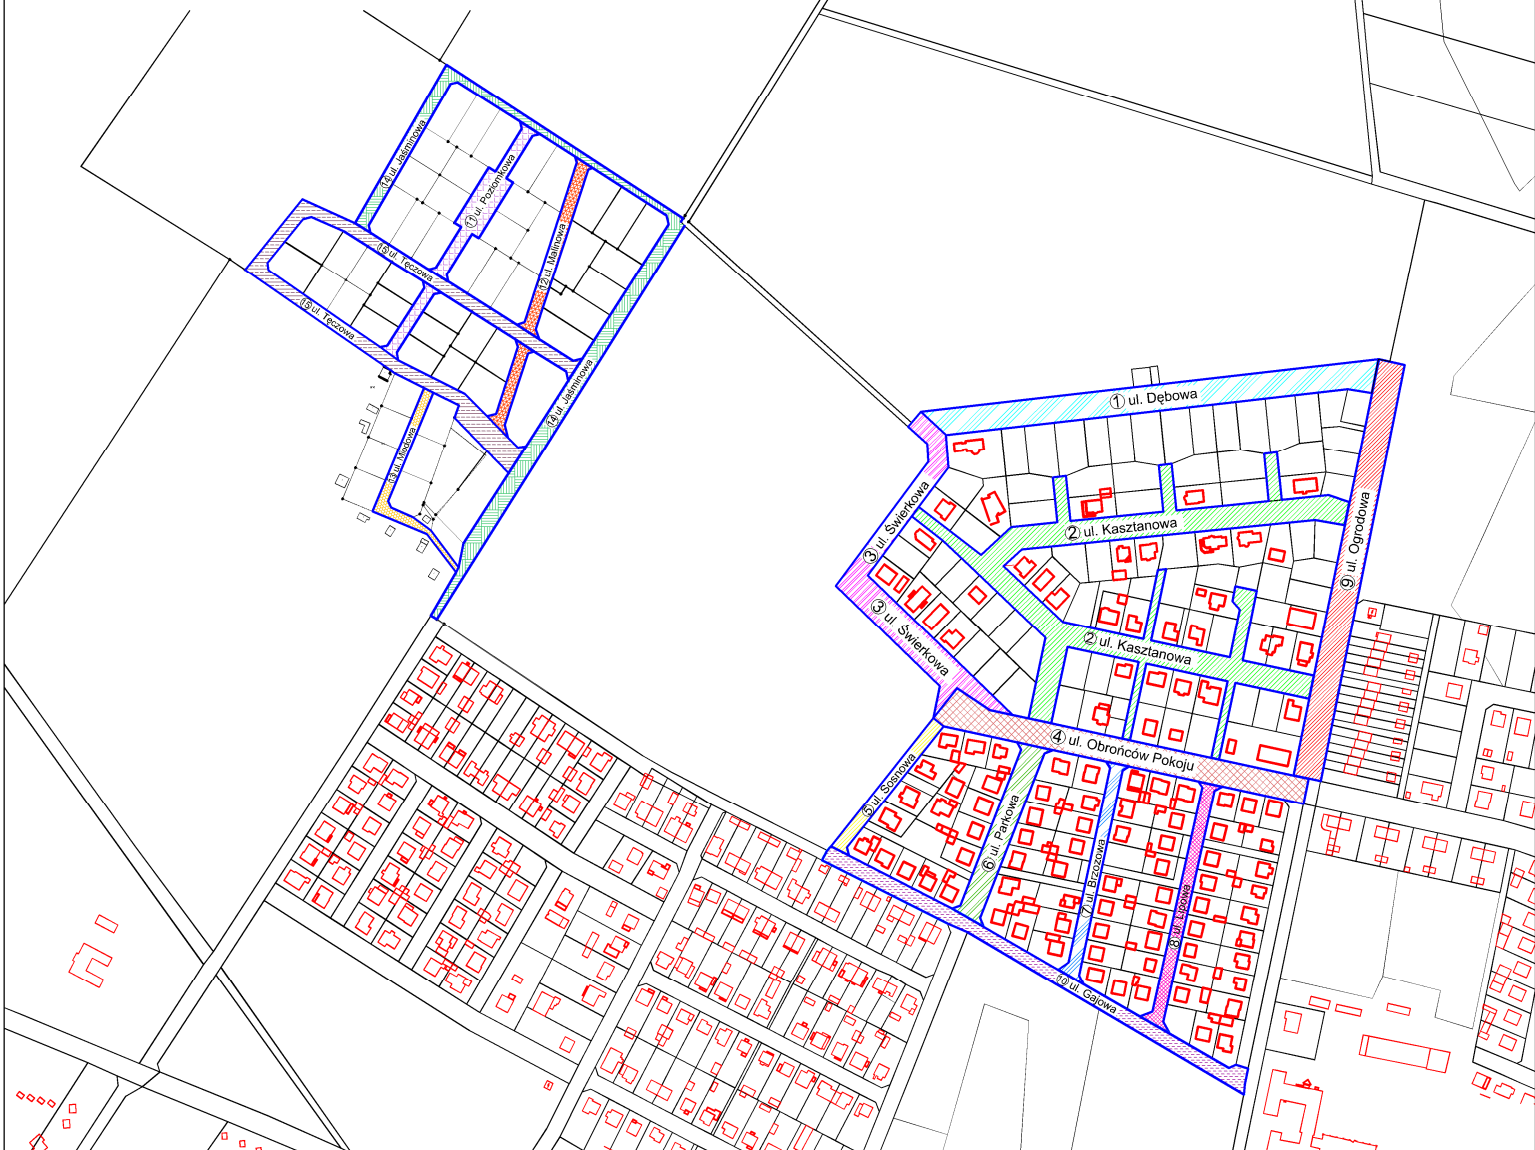 14 ul. Jaśminowa
11 ul. Poziomkowa
12 ul. Malinowa
15 ul. Tęczowa
15 ul. Tęczowa
14 ul. Jaśminowa
13 ul. Miodowa
1 ul. Dębowa
3 ul. Świerkowa
2 ul. Kasztanowa
9 ul. Ogrodowa
3 ul. Świerkowa
2 ul. Kasztanowa
4 ul. Obrońców Pokoju
5 ul. Sosnowa
6 ul. Parkowa
7 ul. Brzozowa
8 ul. Lipowa
10 ul. Gajowa